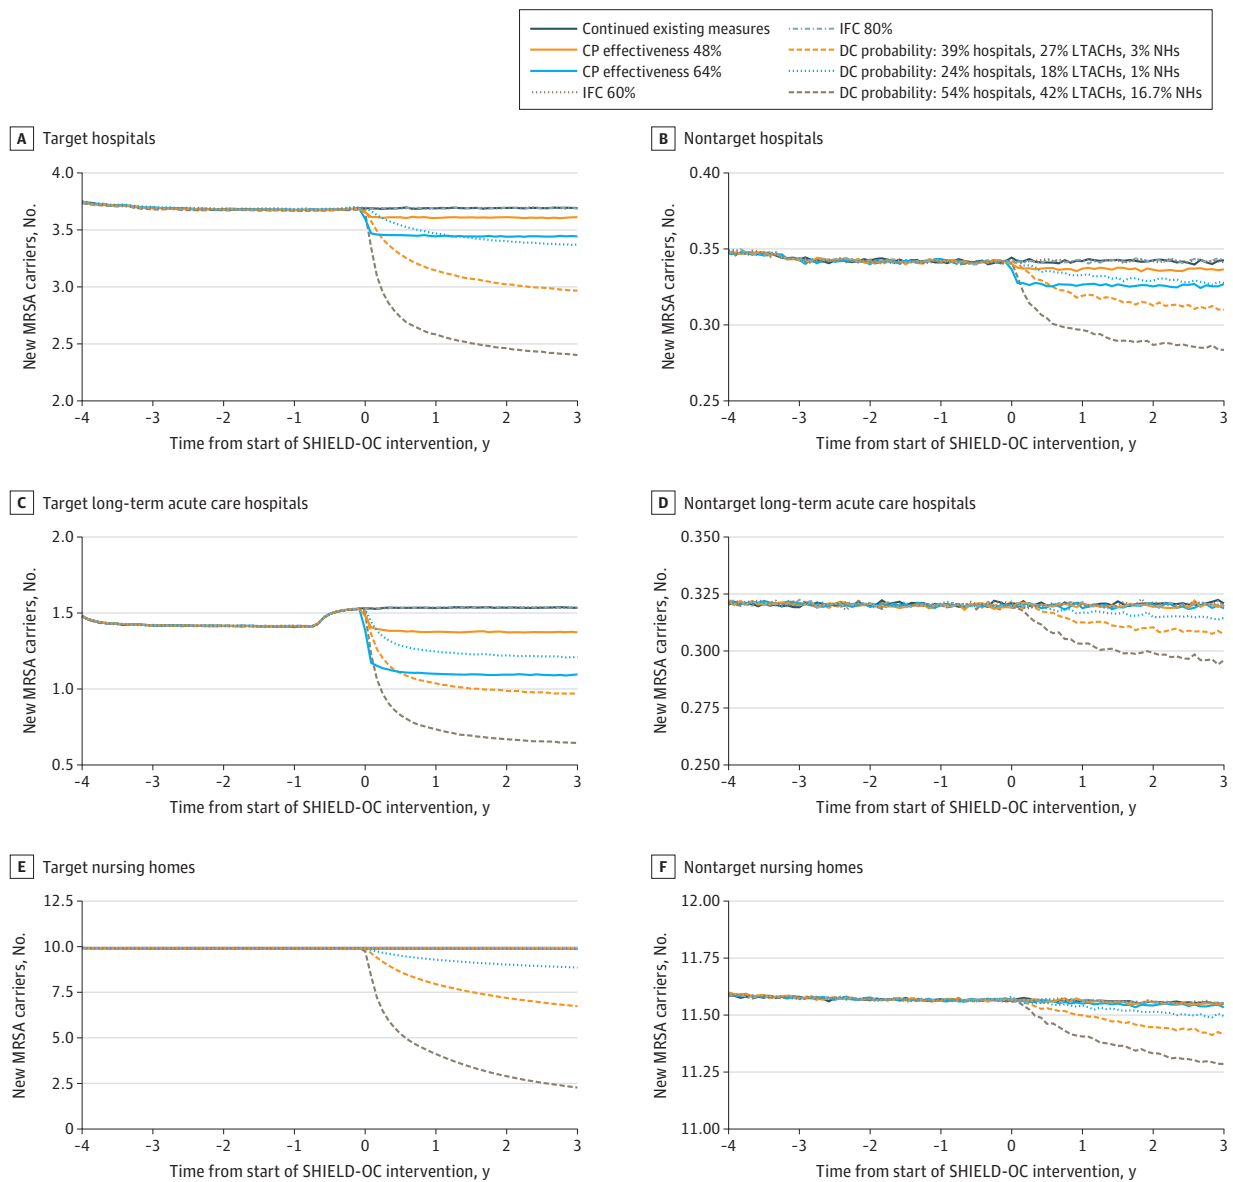 Continued existing measures
CP effectiveness 48%
CP effectiveness 64%
IFC 60%
IFC 80%
DC probability: 39% hospitals, 27% LTACHs, 3% NHs
DC probability: 24% hospitals, 18% LTACHs, 1% NHs
DC probability: 54% hospitals, 42% LTACHs, 16.7% NHs
A Target hospitals
New MRSA carriers, No.
4.0
3.5
3.0
2.5
2.0
-4 -3 -2 -1 0 1 2 3
Time from start of SHIELD-OC intervention, y
B Nontarget hospitals
New MRSA carriers, No.
0.40
0.35
0.30
0.25
-4 -3 -2 -1 0 1 2 3
Time from start of SHIELD-OC intervention, y
C Target long-term acute care hospitals
New MRSA carriers, No.
2.0
1.5
1.0
0.5
-4 -3 -2 -1 0 1 2 3
Time from start of SHIELD-OC intervention, y
D Nontarget long-term acute care hospitals
New MRSA carriers, No.
0.350
0.325
0.300
0.275
0.250
-4 -3 -2 -1 0 1 2 3
Time from start of SHIELD-OC intervention, y
E Target nursing homes
New MRSA carriers, No.
12.5
10.0
7.5
5.0
2.5
0
-4 -3 -2 -1 0 1 2 3
Time from start of SHIELD-OC intervention, y
F Nontarget nursing homes
New MRSA carriers, No.
12.00
11.75
11.50
11.25
11.00
-4 -3 -2 -1 0 1 2 3
Time from start of SHIELD-OC intervention, y